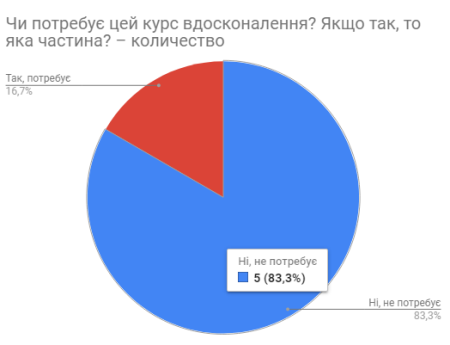 Чи потребує цей курс вдосконалення? Якщо так, то
яка частина? – количество
Так, потребує
16,7%
Ні, не потребує
5 (83,3%)
Ні, не потребує
83,3%